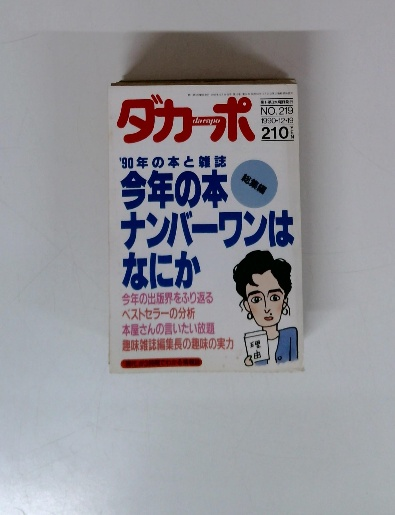 ダカーポ
dacapo
NO.219
1990・12・19
210
'90年の本と雑誌
総集編
今年の本
ナンバーワンは
なにか
今年の出版界をふり返る
ベストセラーの分析
本屋さんの言いたい放題
趣味雑誌編集長の趣味の実力
理由